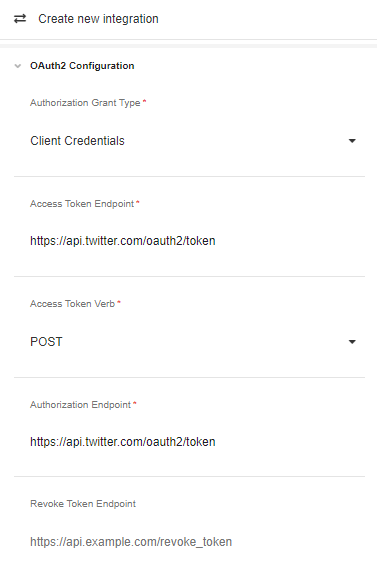 Create new integration
OAuth2 Configuration
Authorization Grant Type *
Client Credentials
Access Token Endpoint *
https://api.twitter.com/oauth2/token
Access Token Verb *
POST
Authorization Endpoint *
https://api.twitter.com/oauth2/token
Revoke Token Endpoint
https://api.example.com/revoke_token